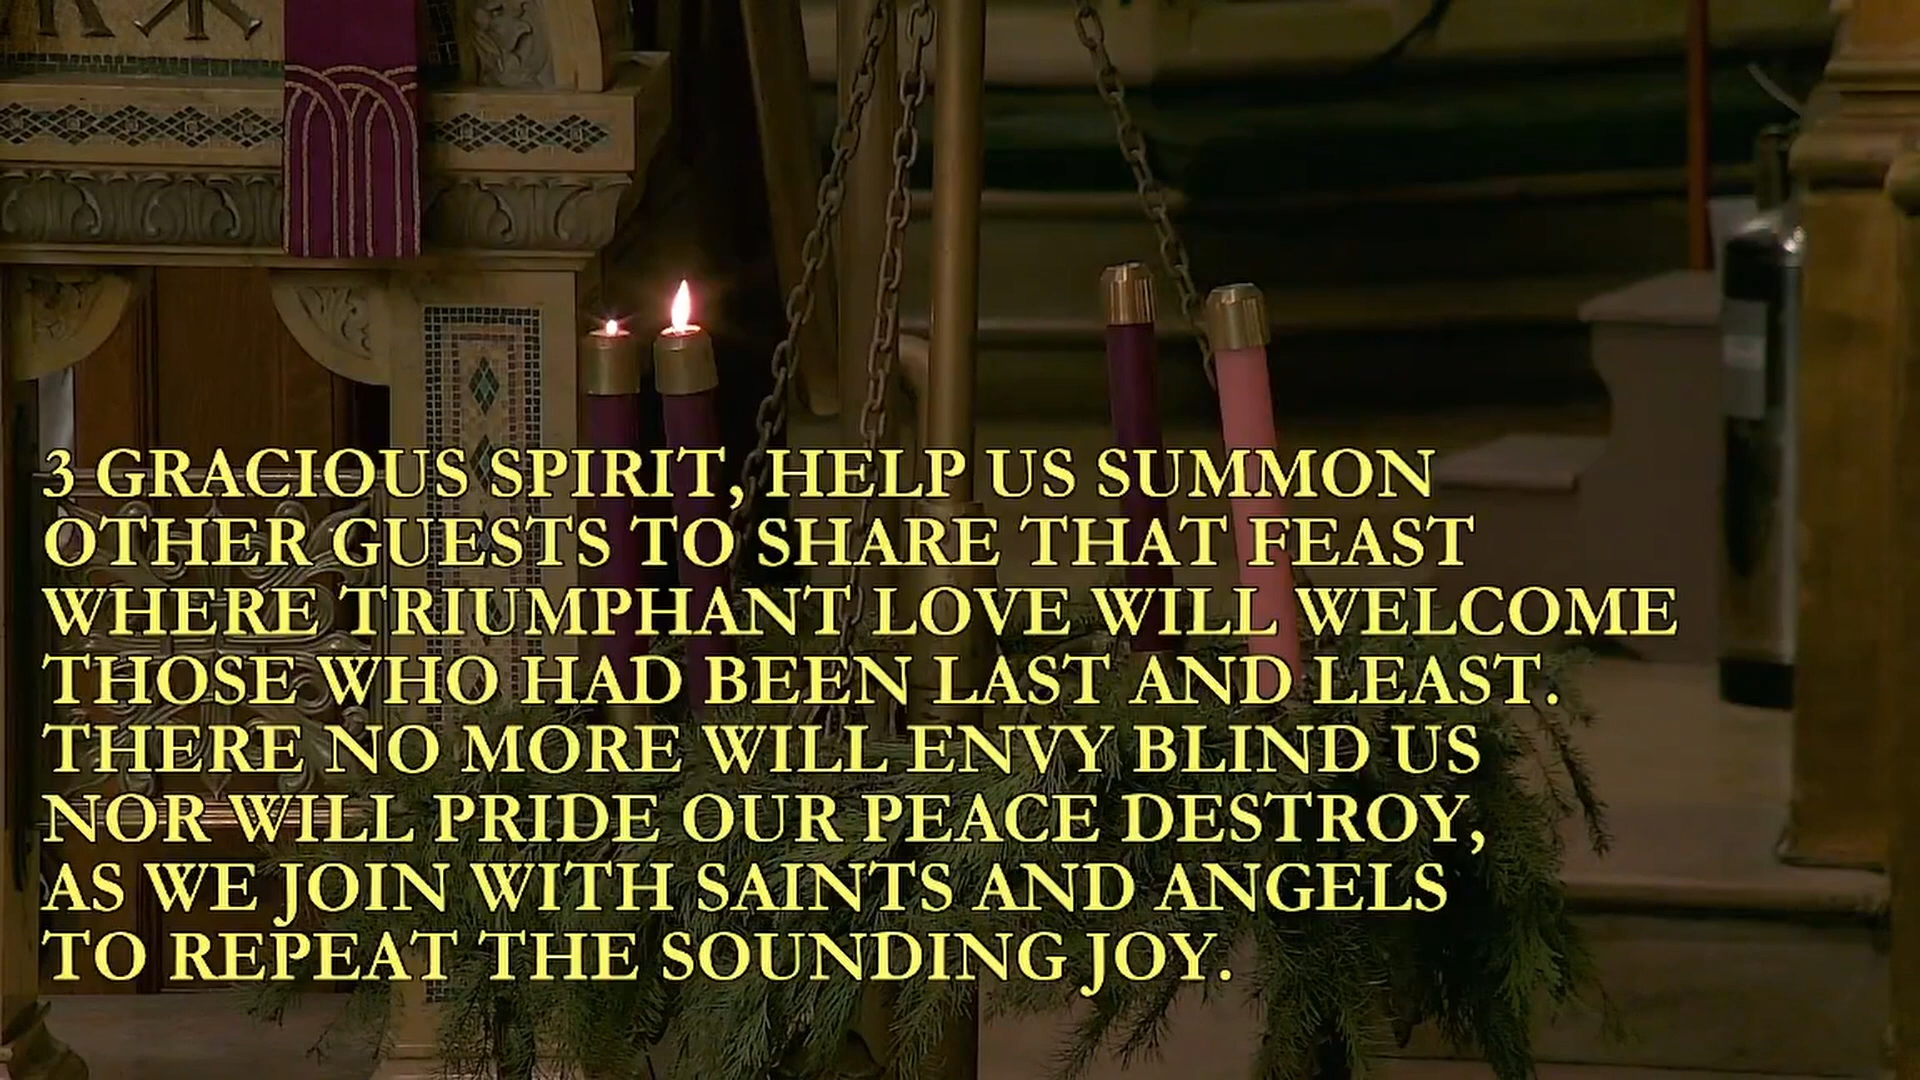 3 GRACIOUS SPIRIT, HELP US SUMMON
OTHER GUESTS TO SHARE THAT FEAST
WHERE TRIUMPHANT LOVE WILL WELCOME
THOSE WHO HAD BEEN LAST AND LEAST.
THERE NO MORE WILL ENVY BLIND US
NOR WILL PRIDE OUR PEACE DESTROY,
AS WE JOIN WITH SAINTS AND ANGELS
TO REPEAT THE SOUNDING JOY.